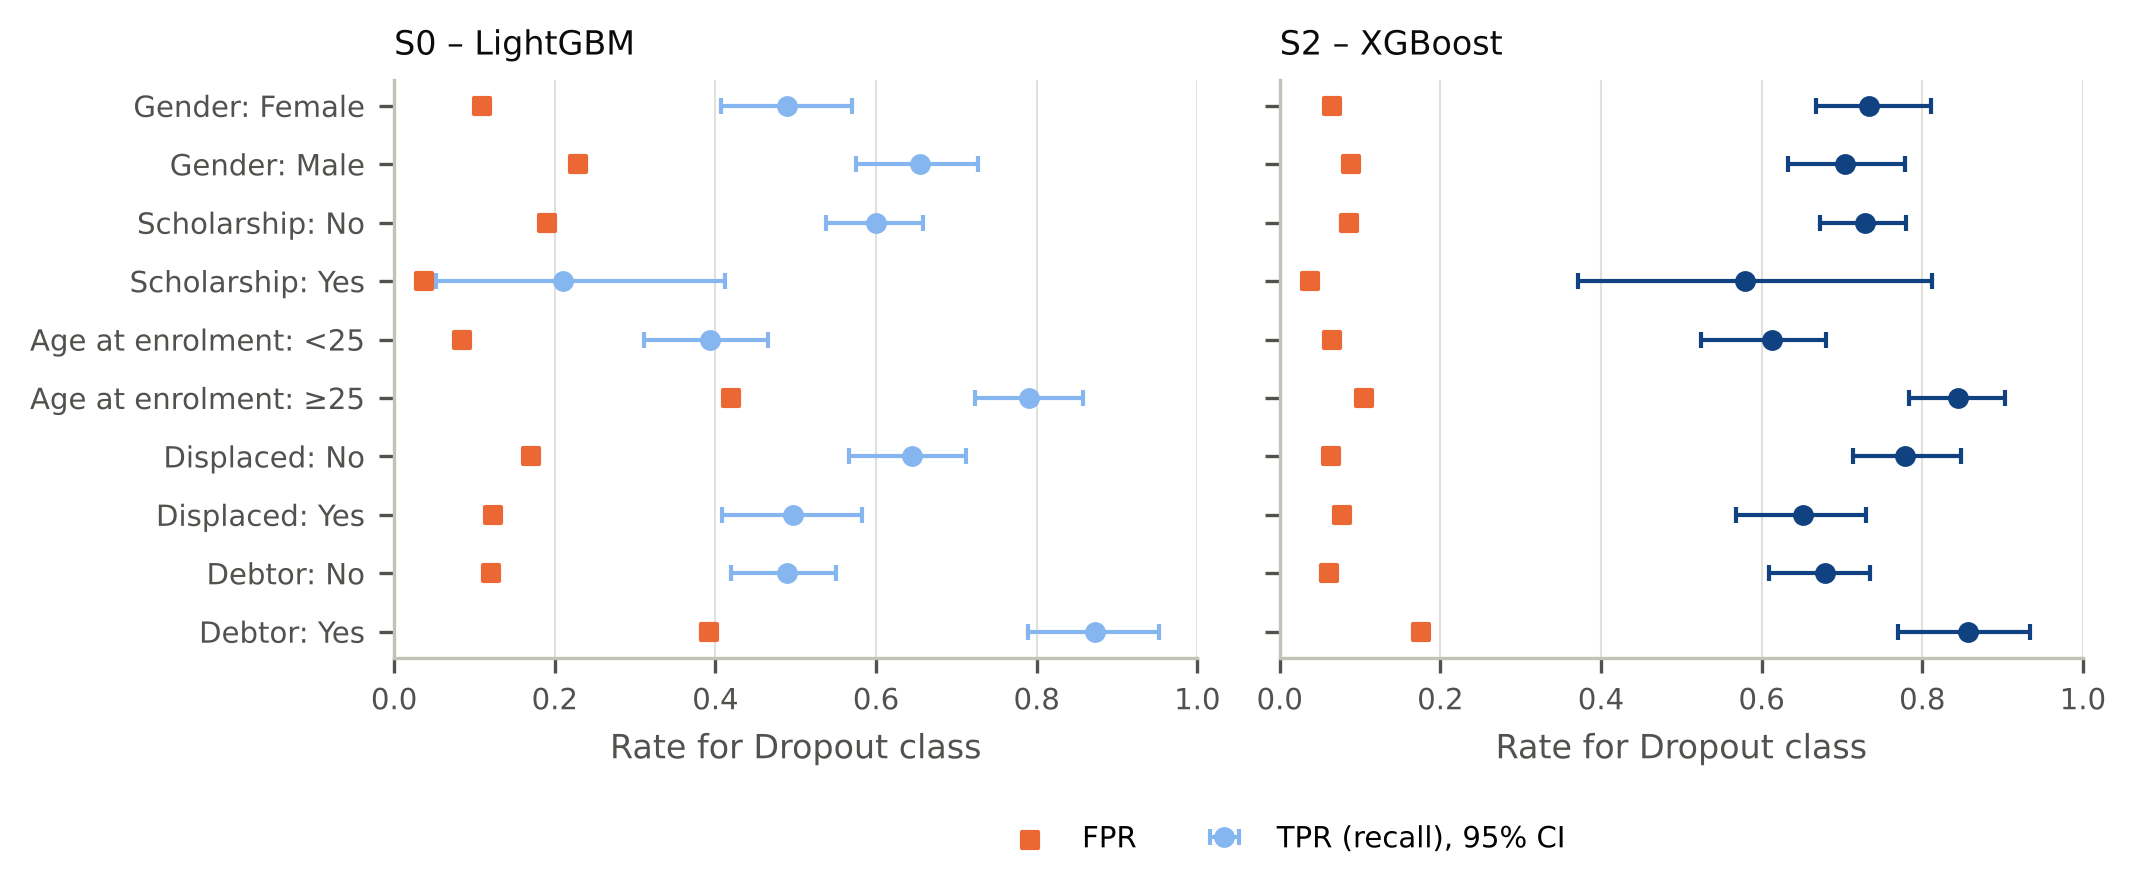 S0 – LightGBM
S2 – XGBoost
Gender: Female
Gender: Male
Scholarship: No
Scholarship: Yes
Age at enrolment: <25
Age at enrolment: ≥25
Displaced: No
Displaced: Yes
Debtor: No
Debtor: Yes
0.0 0.2 0.4 0.6 0.8 1.0
0.0 0.2 0.4 0.6 0.8 1.0
Rate for Dropout class
Rate for Dropout class
FPR
TPR (recall), 95% CI